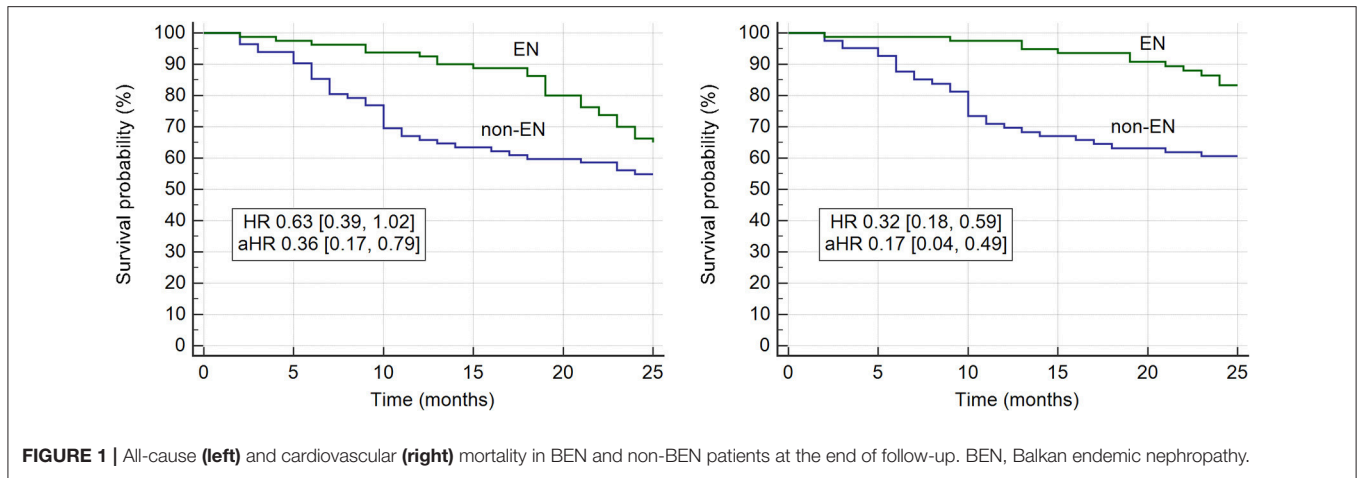 100
90
80
70
60
50
40
30
20
10
0
Survival probability (%)
EN
non-EN
HR 0.63 [0.39, 1.02]
aHR 0.36 [0.17, 0.79]
0 5 10 15 20 25
Time (months)
100
90
80
70
60
50
40
30
20
10
0
Survival probability (%)
EN
non-EN
HR 0.32 [0.18, 0.59]
aHR 0.17 [0.04, 0.49]
0 5 10 15 20 25
Time (months)
FIGURE 1 | All-cause (left) and cardiovascular (right) mortality in BEN and non-BEN patients at the end of follow-up. BEN, Balkan endemic nephropathy.